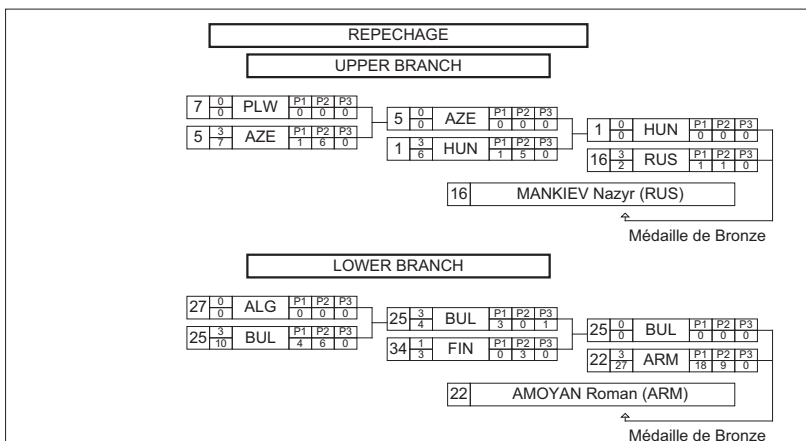 REPECHAGE
UPPER BRANCH
7 0 0 PLW P1 P2 P3 0 0 0
5 3 7 AZE P1 P2 P3 1 6 0
5 0 0 AZE P1 P2 P3 0 0 0
1 3 6 HUN P1 P2 P3 1 5 0
1 0 0 HUN P1 P2 P3 0 0 0
16 3 2 RUS P1 P2 P3 1 1 0
16 MANKIEV Nazyr (RUS)
Médaille de Bronze
LOWER BRANCH
27 0 0 ALG P1 P2 P3 0 0 0
25 3 10 BUL P1 P2 P3 4 6 0
25 3 4 BUL P1 P2 P3 3 0 1
34 1 3 FIN P1 P2 P3 0 3 0
25 0 0 BUL P1 P2 P3 0 0 0
22 3 27 ARM P1 P2 P3 18 9 0
22 AMOYAN Roman (ARM)
Médaille de Bronze